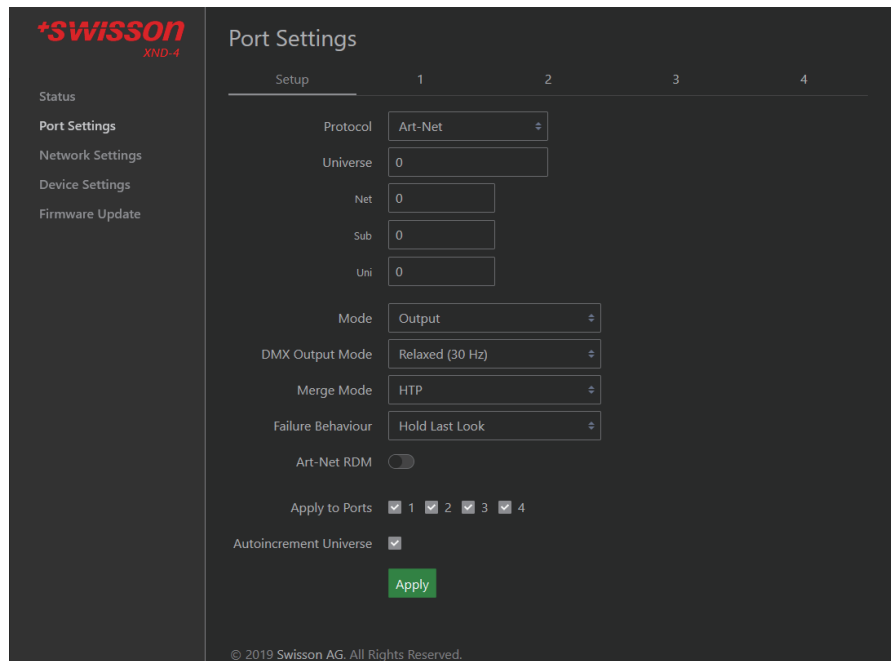 +swisson
XND-4
Status
Port Settings
Network Settings
Device Settings
Firmware Update
Port Settings
Setup 1 2 3 4
Protocol Art-Net
Universe 0
Net 0
Sub 0
Uni 0
Mode Output
DMX Output Mode Relaxed (30 Hz)
Merge Mode HTP
Failure Behaviour Hold Last Look
Art-Net RDM
Apply to Ports 1 2 3 4
Autoincrement Universe
Apply
© 2019 Swisson AG. All Rights Reserved.